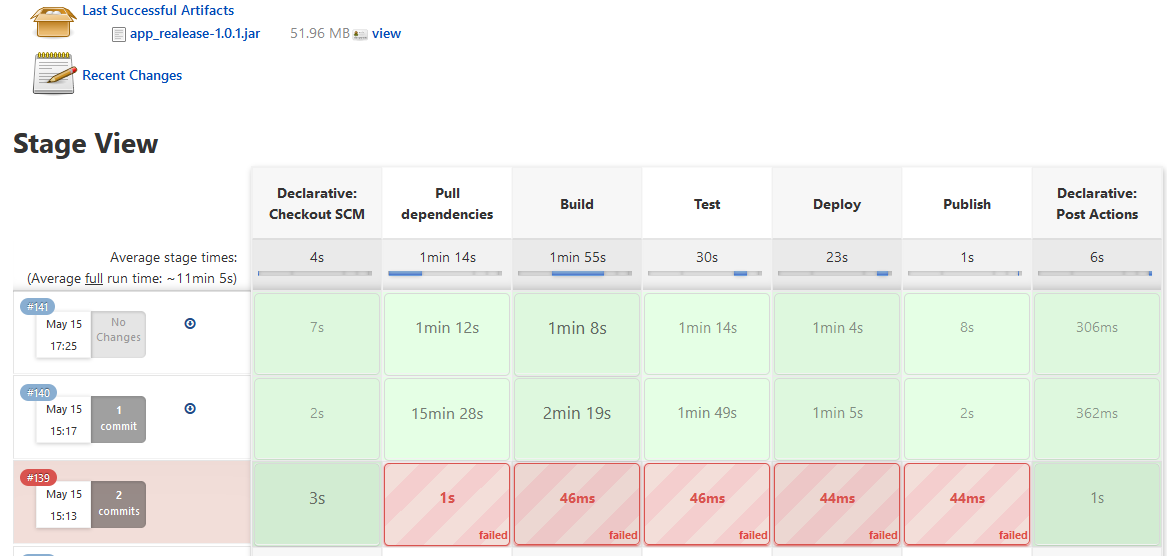 Last Successful Artifacts
app_realease-1.0.1.jar 51.96 MB view
Recent Changes
Stage View
Declarative: Checkout SCM
Pull dependencies
Build
Test
Deploy
Publish
Declarative: Post Actions
Average stage times:
(Average full run time: ~11min 5s)
4s 1min 14s 1min 55s 30s 23s 1s 6s
#141
May 15
17:25
No
Changes
7s 1min 12s 1min 8s 1min 14s 1min 4s 8s 306ms
#140
May 15
15:17
1
commit
2s 15min 28s 2min 19s 1min 49s 1min 5s 2s 362ms
#139
May 15
15:13
2
commits
3s 1s 46ms 46ms 44ms 44ms 1s
failed failed failed failed failed